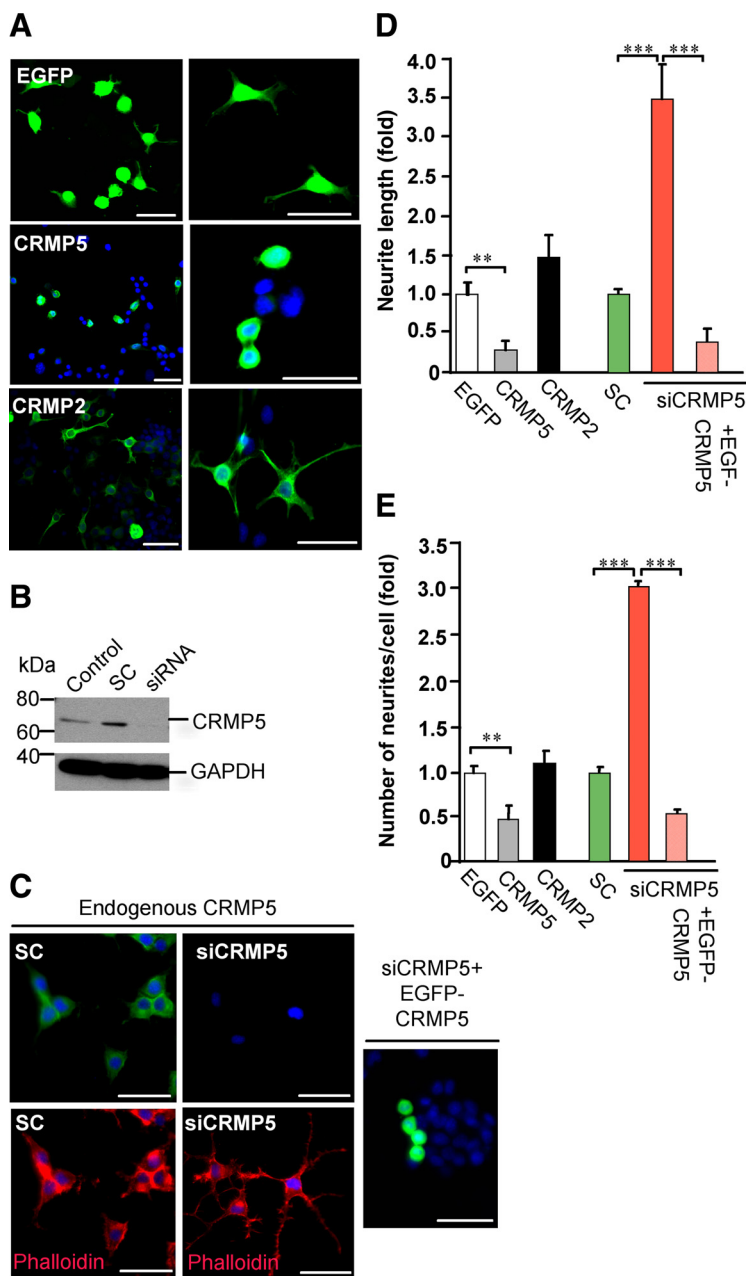 A
EGFP
CRMP5
CRMP2
B
kDa
Control
SC
siRNA
80
60
40
CRMP5
GAPDH
C
Endogenous CRMP5
SC
siCRMP5
SC
siCRMP5
Phalloidin
Phalloidin
siCRMP5+
EGFP-
CRMP5
D
Neurite length (fold)
4.0
3.5
3.0
2.5
2.0
1.5
1.0
0.5
0
**
***
***
EGFP
CRMP5
CRMP2
SC
siCRMP5
+EGF-
CRMP5
E
Number of neurites/cell (fold)
3.5
3.0
2.5
2.0
1.5
1.0
0.5
0
**
***
***
EGFP
CRMP5
CRMP2
SC
siCRMP5
+EGFP-
CRMP5